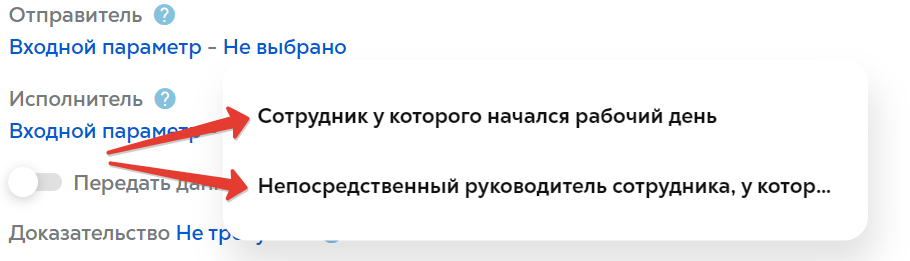 Отправитель ?
Входной параметр - Не выбрано
Сотрудник у которого начался рабочий день
Исполнитель ?
Входной параметр -
Непосредственный руководитель сотрудника, у котор...
Передать дан
Доказательство Не тре